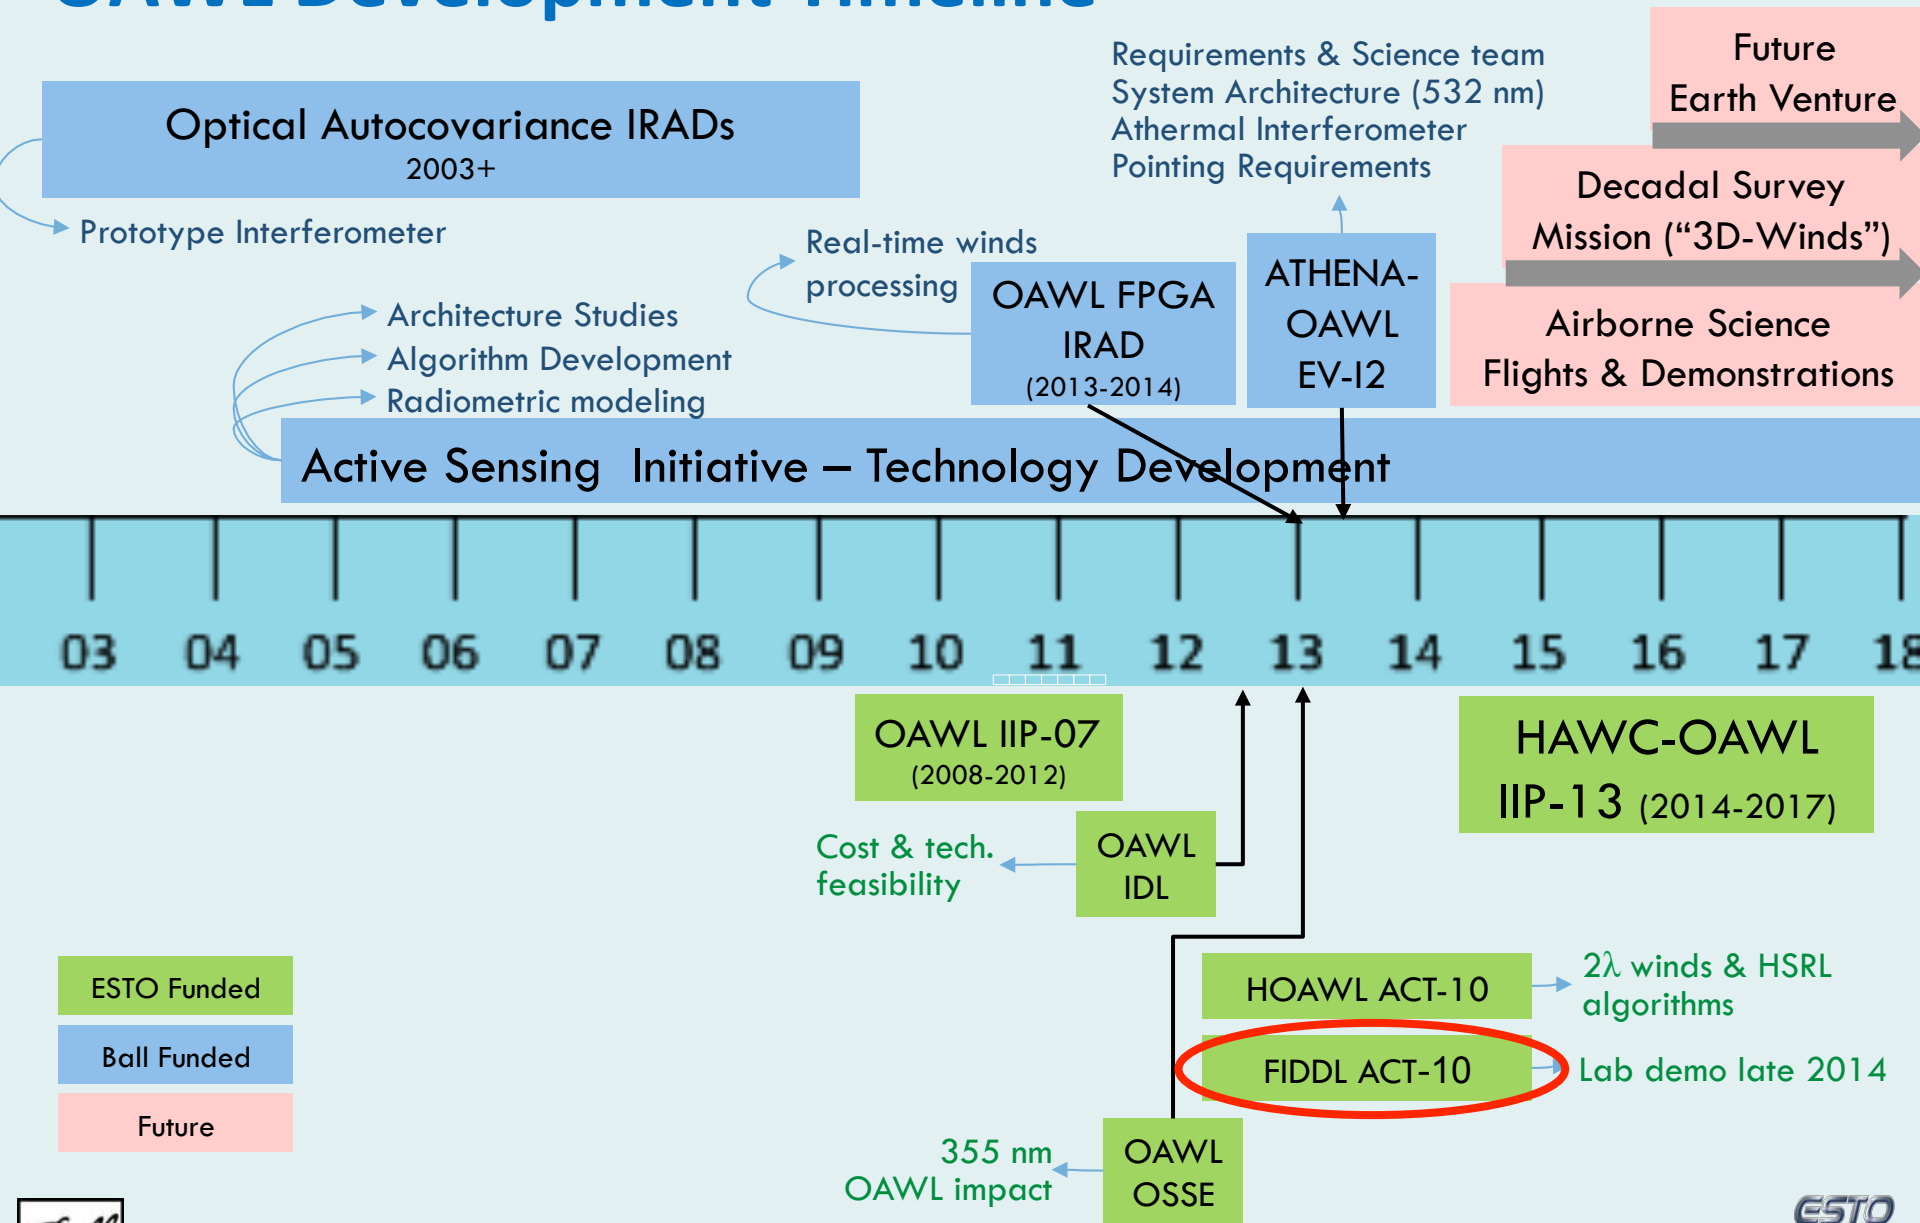 OAWL Development Timeline
Optical Autocovariance IRADs
2003+
Prototype Interferometer
Architecture Studies
Algorithm Development
Radiometric modeling
Real-time winds
processing
OAWL FPGA
IRAD
(2013-2014)
Requirements & Science team
System Architecture (532 nm)
Athermal Interferometer
Pointing Requirements
ATHENA-
OAWL
EV-I2
Future
Earth Venture
Decadal Survey
Mission (“3D-Winds”)
Airborne Science
Flights & Demonstrations
Active Sensing Initiative – Technology Development
03 04 05 06 07 08 09 10 11 12 13 14 15 16 17 18
OAWL IIP-07
(2008-2012)
HAWC-OAWL
IIP-13 (2014-2017)
Cost & tech.
feasibility
OAWL
IDL
HOAWL ACT-10
2λ winds & HSRL
algorithms
FIDDL ACT-10
Lab demo late 2014
355 nm
OAWL impact
OAWL
OSSE
ESTO Funded
Ball Funded
Future
ESTO